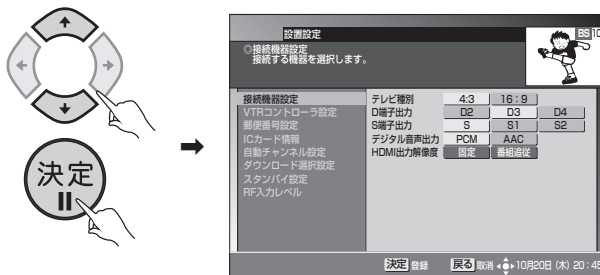 決定
設置設定
◎接続機器設定
接続する機器を選択します。
BS 10
接続機器設定
VTRコントローラ設定
郵便番号設定
ICカード情報
自動チャンネル設定
ダウンロード選択設定
スタンバイ設定
RF入力レベル
テレビ種別 4:3 16:9
D端子出力 D2 D3 D4
S端子出力 S S1 S2
デジタル音声出力 PCM AAC
HDMI出力解像度 固定 番組追従
決定 登録 戻る 取消 10月20日 (木) 20:45